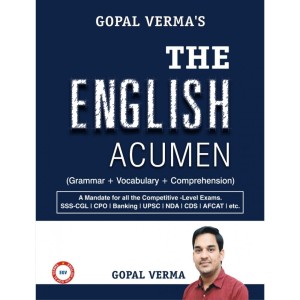 GOPAL VERMA'S
THE
ENGLISH
ACUMEN
(Grammar + Vocabulary + Comprehension)
A Mandate for all the Competitive -Level Exams.
SSS-CGL | CPO | Banking | UPSC | NDA | CDS | AFCAT | etc.
GOPAL VERMA